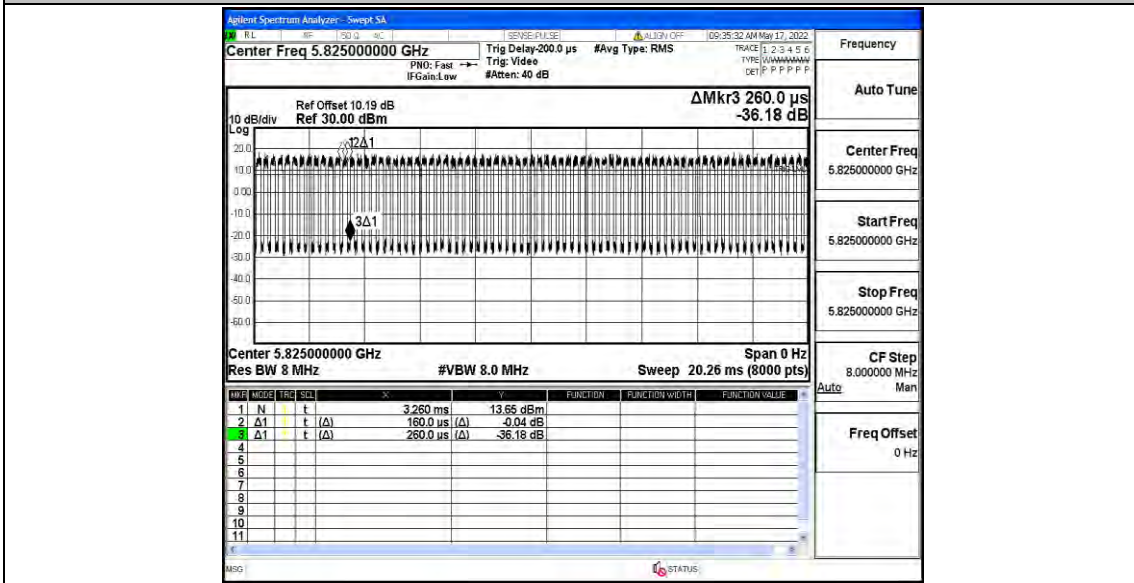 Agilent Spectrum Analyzer - Swept SA
RL RF 50 Ω AC SENSE:PULSE ALIGN OFF 09:35:32 AM May 17, 2022
Center Freq 5.825000000 GHz
PNO: Fast
IFGain:Low
Trig Delay-200.0 µs
Trig: Video
#Atten: 40 dB
#Avg Type: RMS
TRACE 1 2 3 4 5 6
TYPE WWWWWW
DET P P P P P P
ΔMkr3 260.0 µs
-36.18 dB
Ref Offset 10.19 dB
10 dB/div Ref 30.00 dBm
Log
20.0
10.0
0.00
-10.0
-20.0
-30.0
-40.0
-50.0
-60.0
12Δ1
3Δ1
TRIG LVL
Center 5.825000000 GHz Span 0 Hz
Res BW 8 MHz #VBW 8.0 MHz Sweep 20.26 ms (8000 pts)
MKR MODE TRC SCL X Y FUNCTION FUNCTION WIDTH FUNCTION VALUE
1 N t 3.260 ms 13.65 dBm
2 Δ1 t (Δ) 160.0 µs (Δ) -0.04 dB
3 Δ1 t (Δ) 260.0 µs (Δ) -36.18 dB
4
5
6
7
8
9
10
11
MSG STATUS
Frequency
Auto Tune
Center Freq
5.825000000 GHz
Start Freq
5.825000000 GHz
Stop Freq
5.825000000 GHz
CF Step
8.000000 MHz
Auto Man
Freq Offset
0 Hz